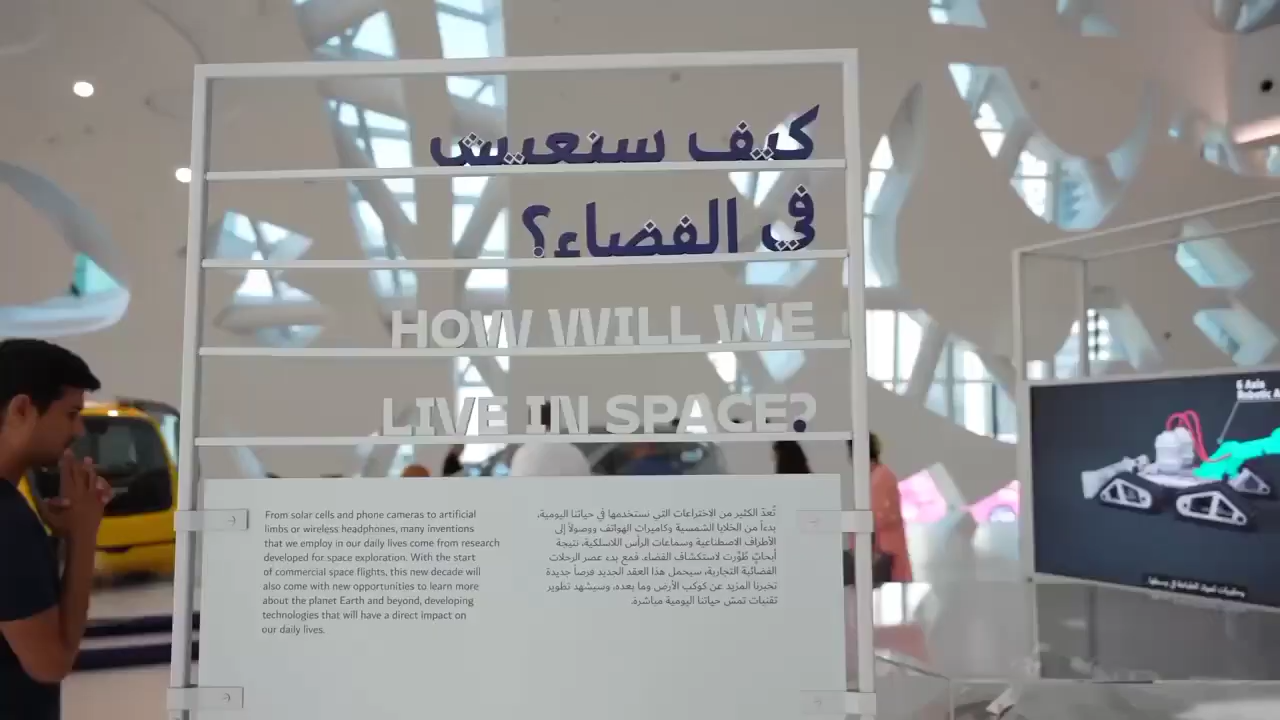 كيف سنعيش
في الفضاء؟
HOW WILL WE
LIVE IN SPACE?
From solar cells and phone cameras to artificial
limbs or wireless headphones, many inventions
that we employ in our daily lives come from research
developed for space exploration. With the start
of commercial space flights, this new decade will
also come with new opportunities to learn more
about the planet Earth and beyond, developing
technologies that will have a direct impact on
our daily lives.
تُعدّ الكثير من الاختراعات التي نستخدمها في حياتنا اليومية،
بدءاً من الخلايا الشمسية وكاميرات الهواتف ووصولاً إلى
الأطراف الاصطناعية وسماعات الرأس اللاسلكية، نتيجة
أبحاثٍ طُوّرت لاستكشاف الفضاء. فمع بدء عصر الرحلات
الفضائية التجارية، سيحمل هذا العقد الجديد فرصاً جديدة
تخبرنا المزيد عن كوكب الأرض وما بعده، وسيشهد تطوير
تقنيات تمسّ حياتنا اليومية مباشرة.
6 Axis
Robotic A